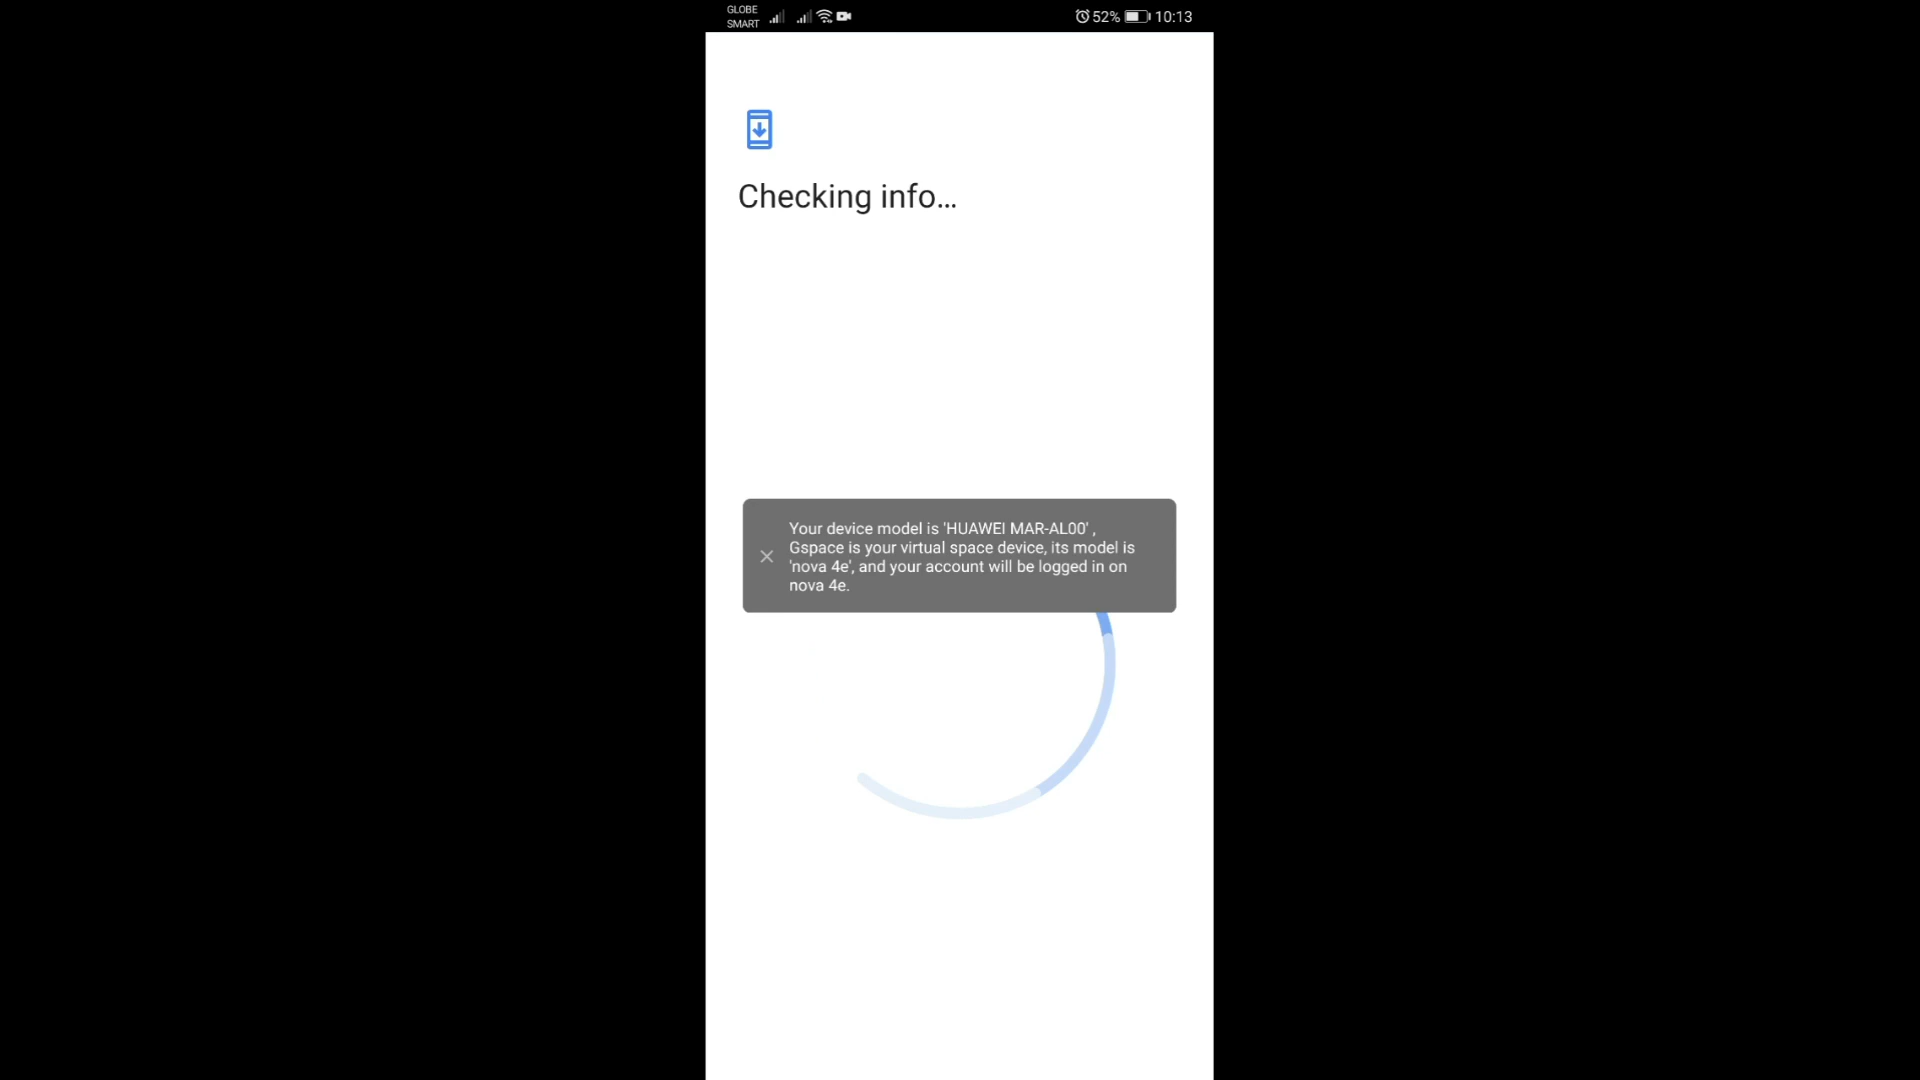 GLOBE
SMART
52% 10:13
Checking info...
Your device model is 'HUAWEI MAR-AL00' ,
Gspace is your virtual space device, its model is
'nova 4e', and your account will be logged in on
nova 4e.